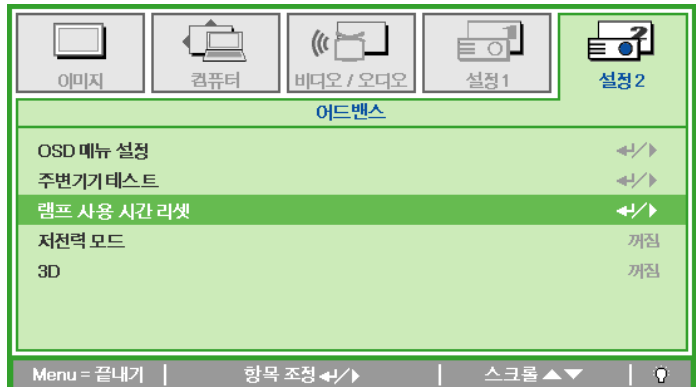 이미지
컴퓨터
비디오 / 오디오
설정 1
설정 2
어드밴스
OSD 메뉴 설정
주변기기 테스트
램프 사용 시간 리셋
저전력 모드 꺼짐
3D 꺼짐
Menu = 끝내기 항목 조정 스크롤